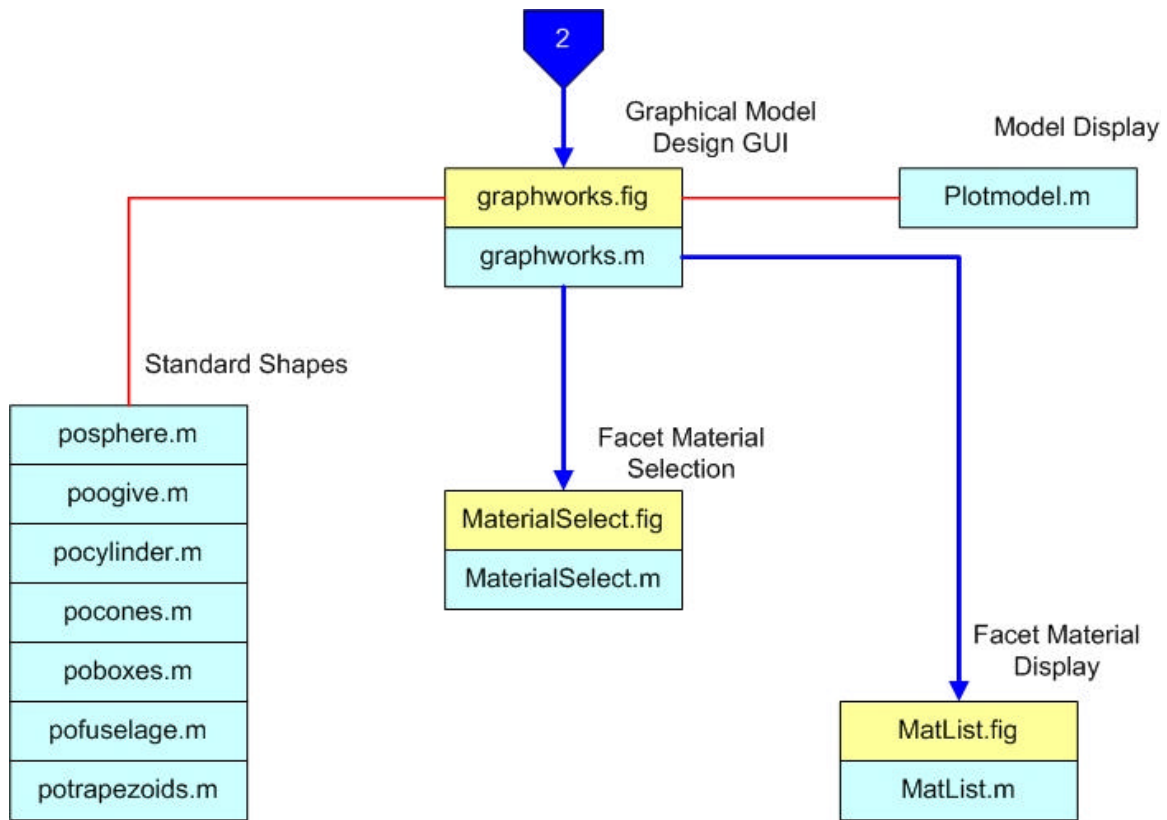 2
Graphical Model
Design GUI
Model Display
graphworks.fig
Plotmodel.m
graphworks.m
Standard Shapes
posphere.m
poogive.m
pocylinder.m
pocones.m
poboxes.m
pofuselage.m
potrapezoids.m
Facet Material
Selection
MaterialSelect.fig
MaterialSelect.m
Facet Material
Display
MatList.fig
MatList.m